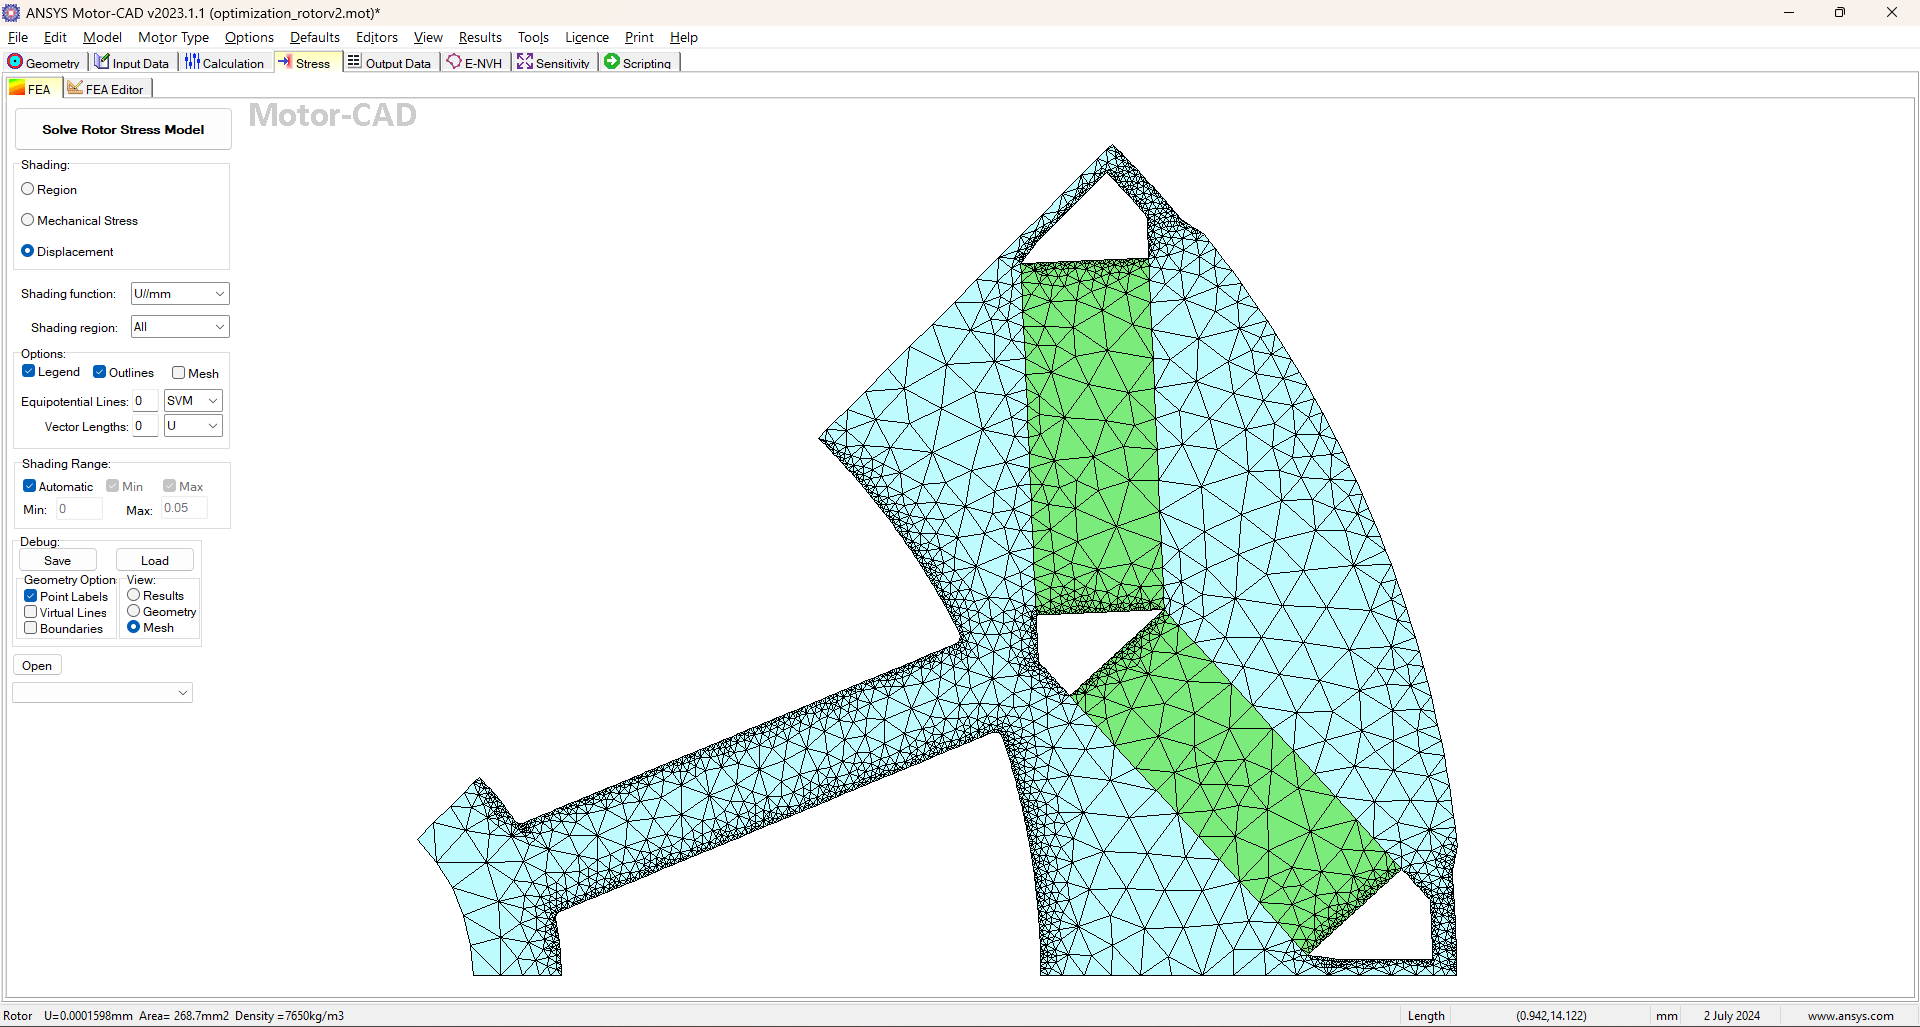 ANSYS Motor-CAD v2023.1.1 (optimization_rotorv2.mot)*
File Edit Model Motor Type Options Defaults Editors View Results Tools Licence Print Help
Geometry Input Data Calculation Stress Output Data E-NVH Sensitivity Scripting
FEA FEA Editor
Motor-CAD
Solve Rotor Stress Model
Shading:
Region
Mechanical Stress
Displacement
Shading function: U//mm
Shading region: All
Options:
Legend Outlines Mesh
Equipotential Lines: 0 SVM
Vector Lengths: 0 U
Shading Range:
Automatic Min Max
Min: 0 Max: 0.05
Debug:
Save Load
Geometry Option View:
Point Labels Results
Virtual Lines Geometry
Boundaries Mesh
Open
Rotor U=0.0001598mm Area= 268.7mm2 Density =7650kg/m3 Length (0.942,14.122) mm 2 July 2024 www.ansys.com